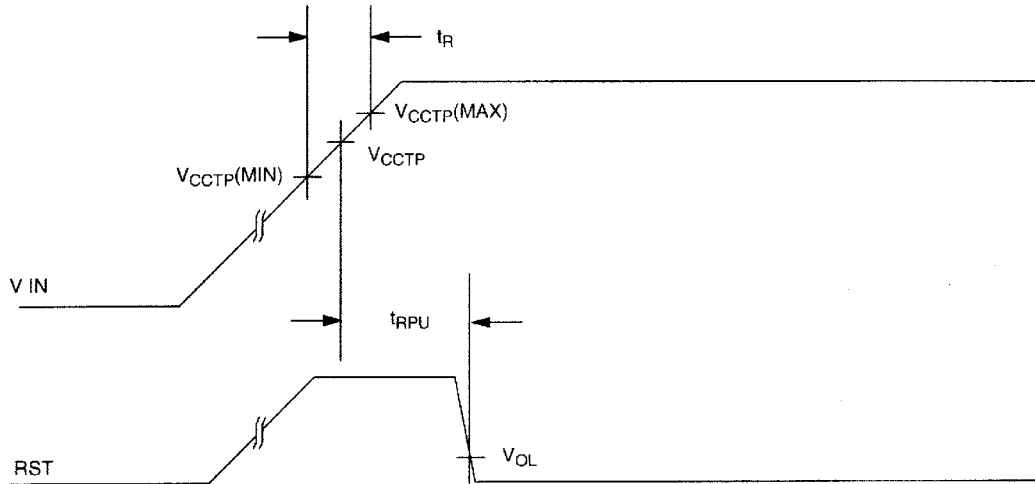 tR
VCCTP(MAX)
VCCTP
VCCTP(MIN)
V IN
tRPU
VOL
RST